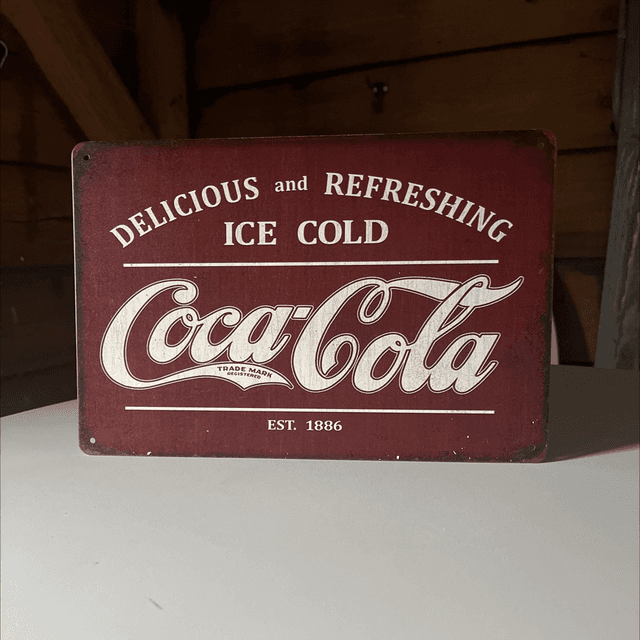 DELICIOUS and REFRESHING
ICE COLD
Coca-Cola
TRADE MARK
REGISTERED
EST. 1886